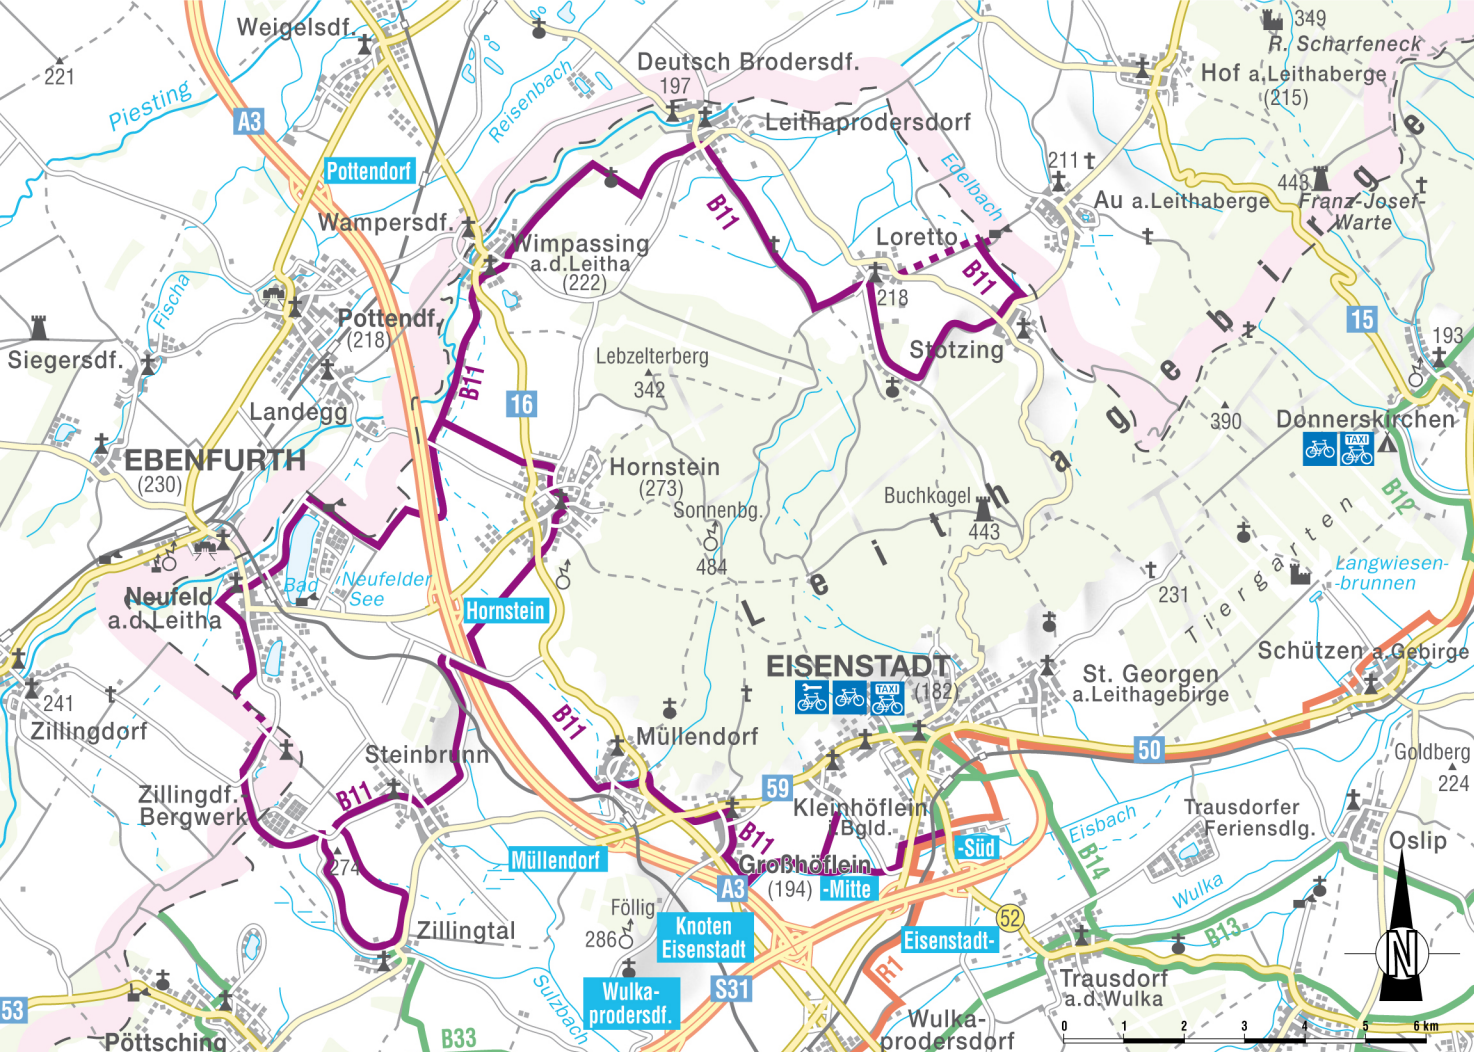 Weigelsdf.
221
Piesting
A3
Reisenbach
Deutsch Brodersdf.
197
Leithaprodersdorf
349
R. Scharfeneck
Hof a.Leithaberge
(215)
Pottendorf
Wampersdf.
Wimpassing
a.d.Leitha
(222)
B11
Edelbach
211
Au a.Leithaberge
443
Franz-Josef-
Warte
Loretto
B11
218
Stotzing
Fischa
Siegersdf.
Pottendf.
(218)
Landegg
B11
16
Lebzelterberg
342
15
193
390
Donnerskirchen
TAXI
B12
EBENFURTH
(230)
Hornstein
(273)
Sonnenbg.
484
Buchkogel
443
Leithagebirge
Tiergarten
Langwiesen-
-brunnen
231
Bad
Neufelder
See
Neufeld
a.d.Leitha
Hornstein
EISENSTADT
(182)
TAXI
St. Georgen
a.Leithagebirge
Schützen a.Gebirge
241
Zillingdorf
B11
Müllendorf
50
Goldberg
224
Steinbrunn
B11
Zillingdf.
Bergwerk
59
Kleinhöflein
i.Bgld.
B11
Großhöflein
(194)
-Mitte
-Süd
Müllendorf
A3
Eisbach
Trausdorfer
Feriensdlg.
B14
Oslip
274
Wulka
Föllig
286
Knoten
Eisenstadt
52
Eisenstadt-
B13
Zillingtal
Wulka-
prodersdf.
S31
R1
Trausdorf
a.d.Wulka
N
Sulzbach
53
Pöttsching
B33
Wulka-
prodersdorf
0 1 2 3 4 5 6 km